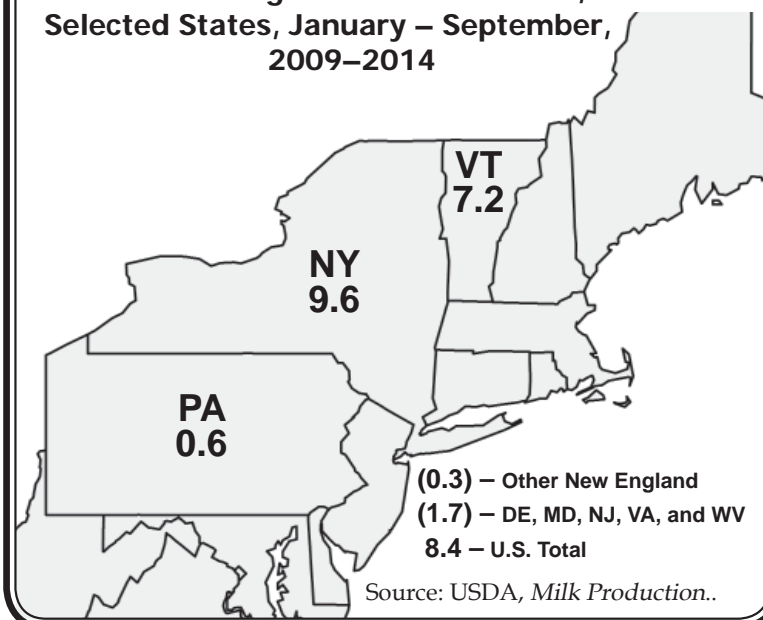 Selected States, January – September,
2009–2014
VT
7.2
NY
9.6
PA
0.6
(0.3) – Other New England
(1.7) – DE, MD, NJ, VA, and WV
8.4 – U.S. Total
Source: USDA, Milk Production..